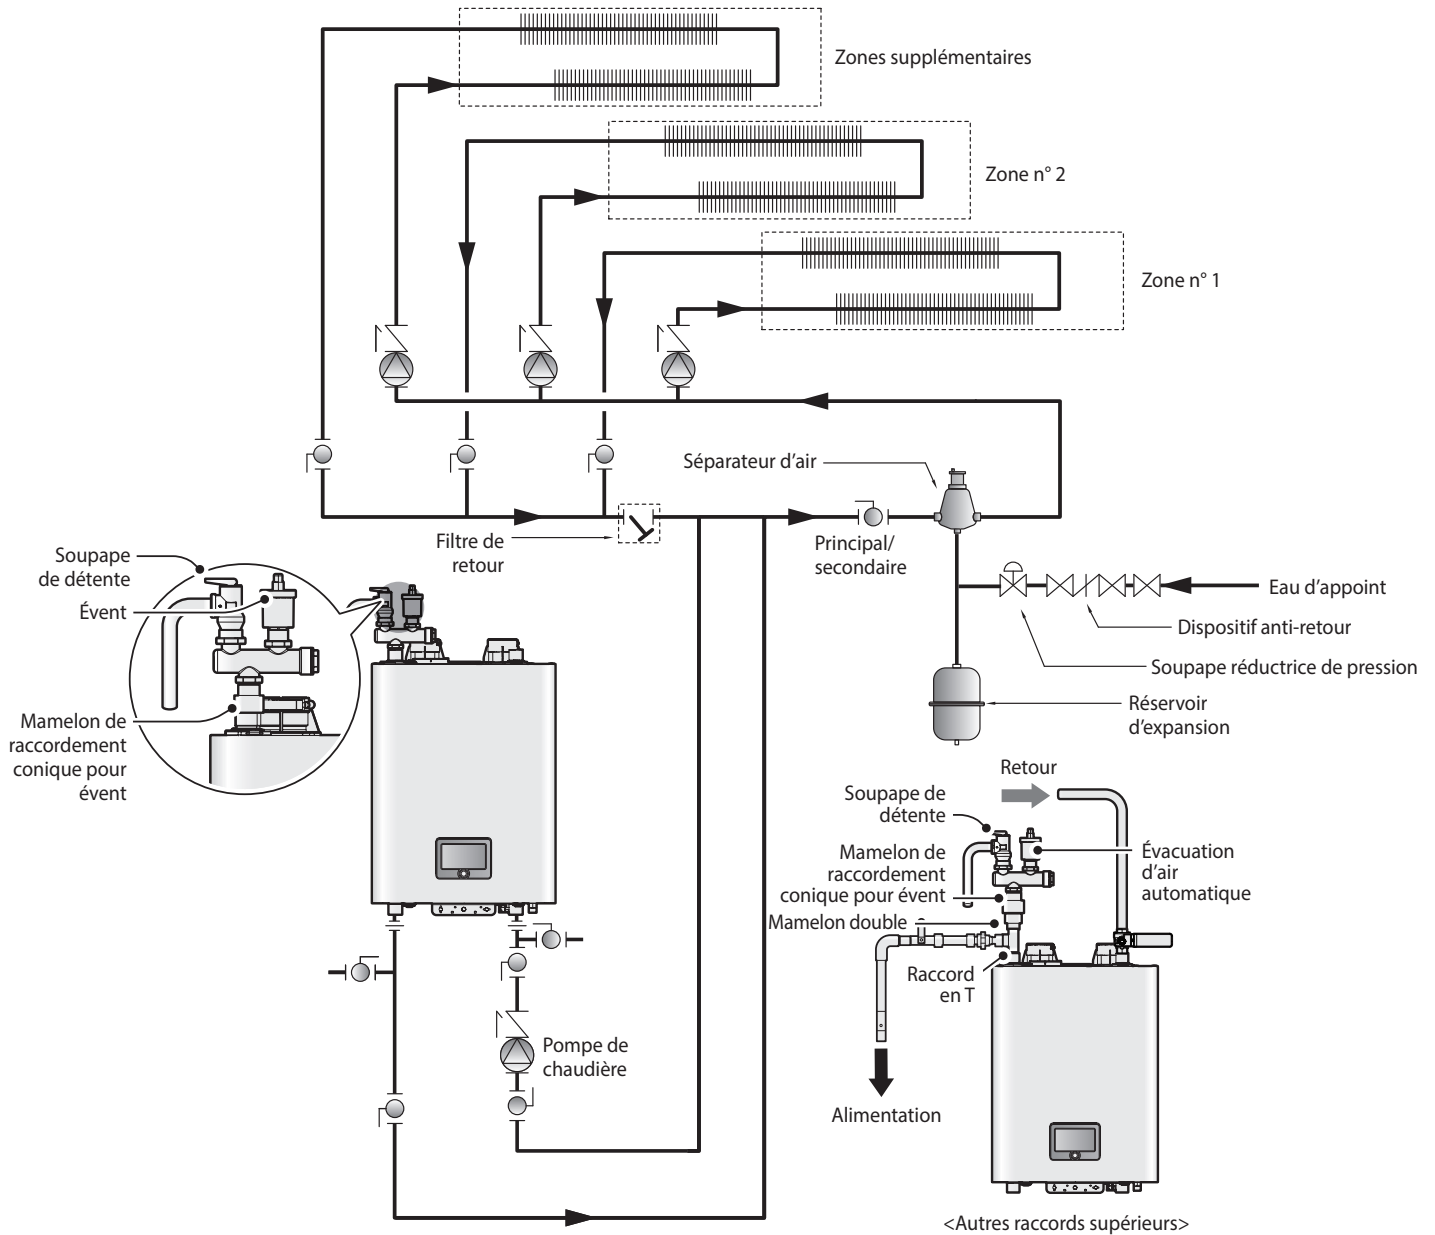 Zones supplémentaires
Zone n° 2
Zone n° 1
Séparateur d'air
Filtre de
retour
Principal/
secondaire
Soupape
de détente
Évent
Mamelon de
raccordement
conique pour
évent
Eau d'appoint
Dispositif anti-retour
Soupape réductrice de pression
Réservoir
d'expansion
Retour
Soupape de
détente
Mamelon de
raccordement
conique pour évent
Mamelon double
Évacuation
d'air
automatique
Raccord
en T
Pompe de
chaudière
Alimentation
<Autres raccords supérieurs>